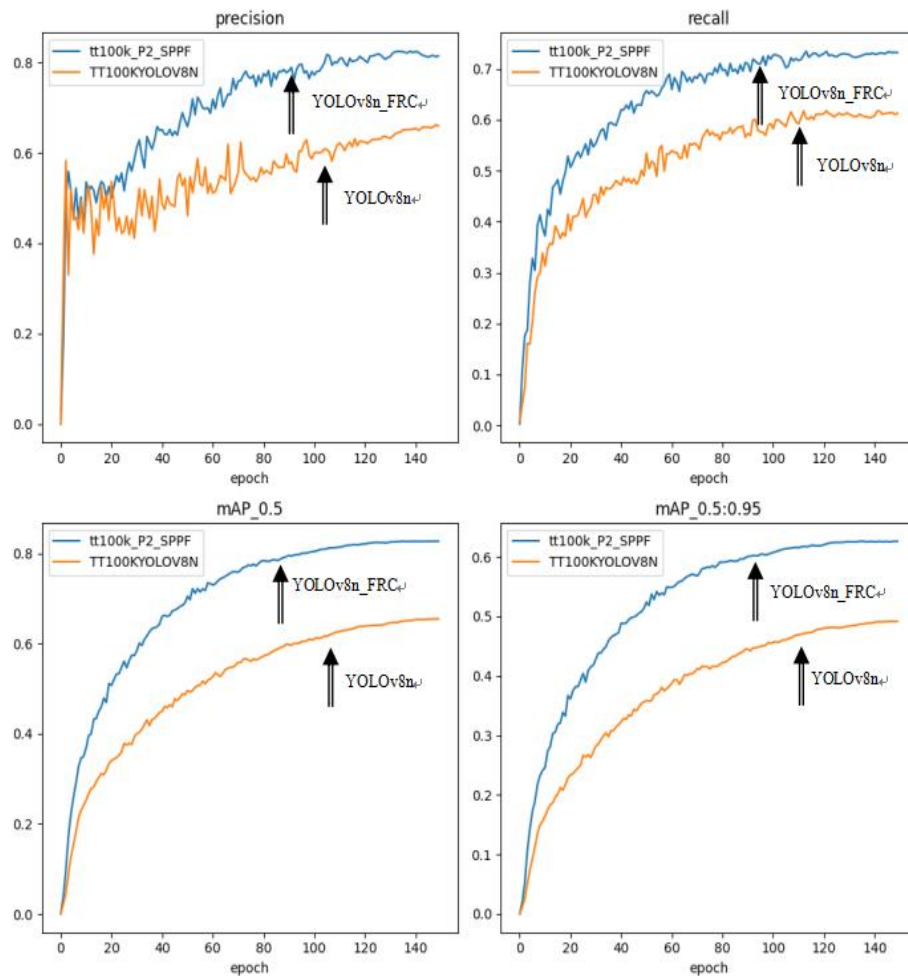 precision
tt100k_P2_SPPF
TT100KYOLOV8N
YOLOv8n_FRC
YOLOv8n
0.8
0.6
0.4
0.2
0.0
0 20 40 60 80 100 120 140
epoch
recall
tt100k_P2_SPPF
TT100KYOLOV8N
YOLOv8n_FRC
YOLOv8n
0.7
0.6
0.5
0.4
0.3
0.2
0.1
0.0
0 20 40 60 80 100 120 140
epoch
mAP_0.5
tt100k_P2_SPPF
TT100KYOLOV8N
YOLOv8n_FRC
YOLOv8n
0.8
0.6
0.4
0.2
0.0
0 20 40 60 80 100 120 140
epoch
mAP_0.5:0.95
tt100k_P2_SPPF
TT100KYOLOV8N
YOLOv8n_FRC
YOLOv8n
0.6
0.5
0.4
0.3
0.2
0.1
0.0
0 20 40 60 80 100 120 140
epoch